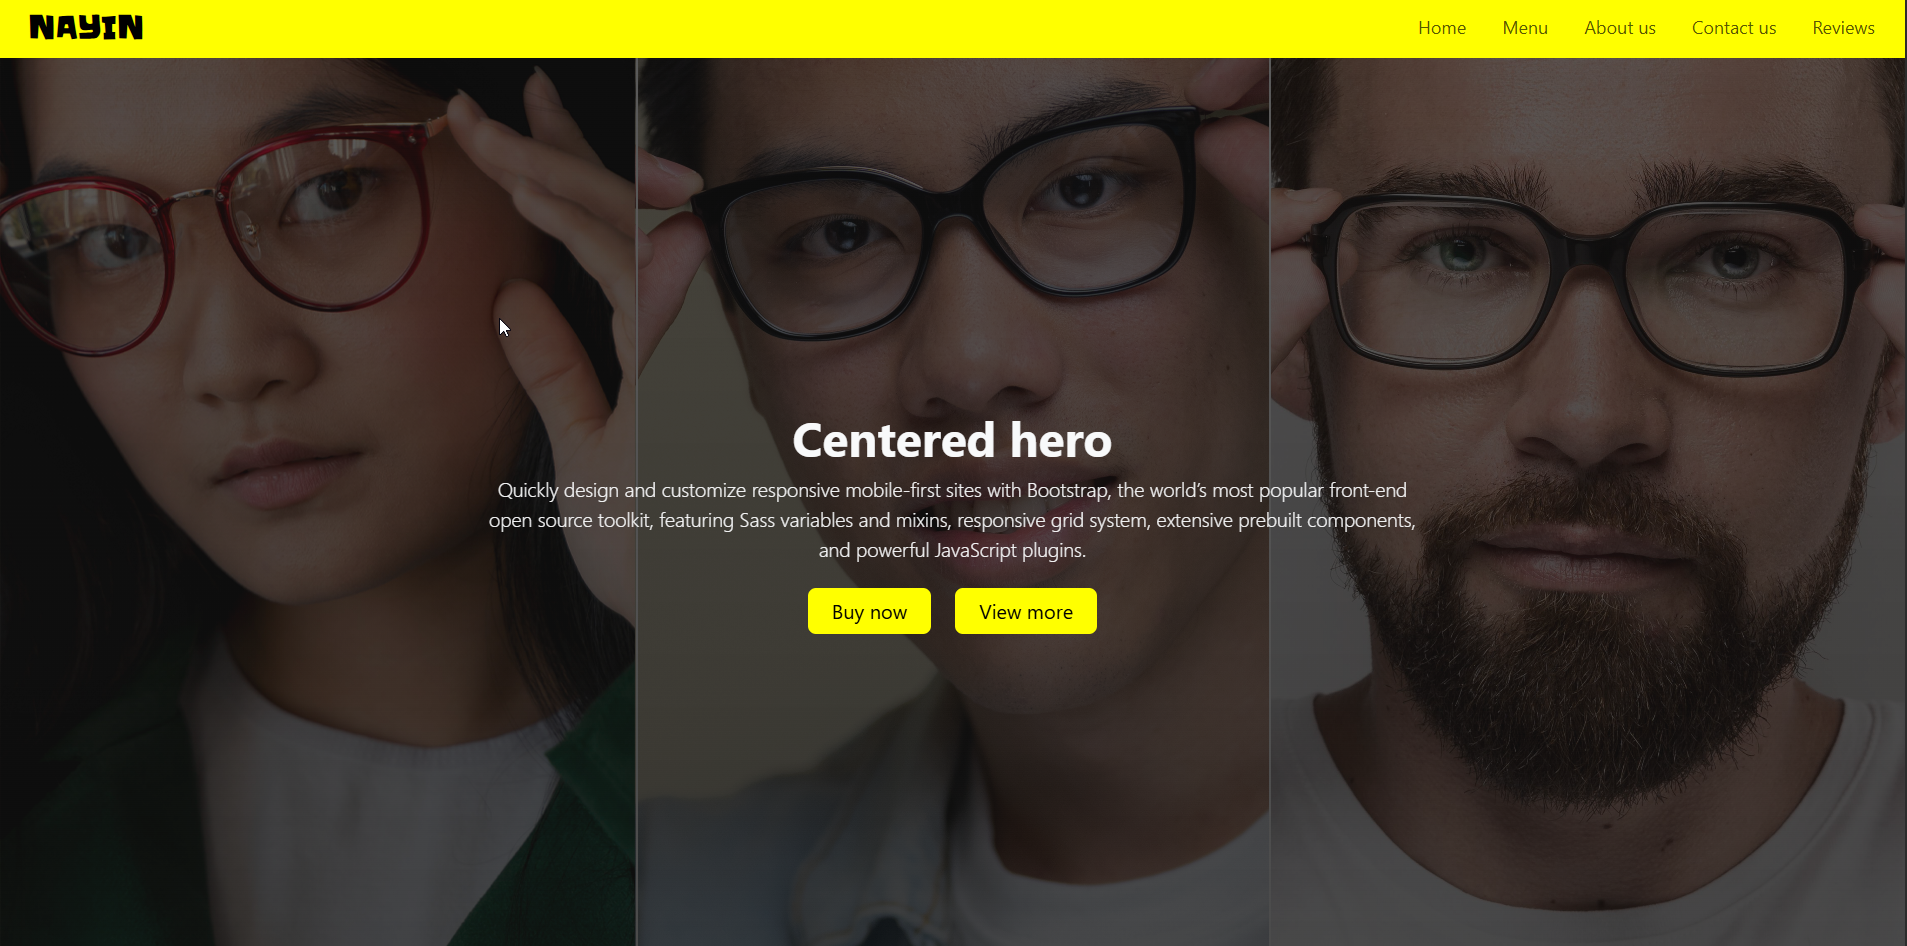 NAYIN
Home Menu About us Contact us Reviews
Centered hero
Quickly design and customize responsive mobile-first sites with Bootstrap, the world’s most popular front-end
open source toolkit, featuring Sass variables and mixins, responsive grid system, extensive prebuilt components,
and powerful JavaScript plugins.
Buy now View more